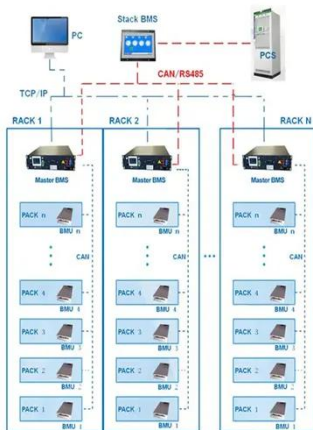 PC
Stack BMS
PCS
CAN/RS485
TCP/IP
RACK 1
RACK 2
RACK N
Master BMS
Master BMS
Master BMS
PACK n
BMU n
PACK n
BMU n
PACK n
BMU n
CAN
CAN
CAN
PACK 4
BMU 4
PACK 4
BMU 4
PACK 4
BMU 4
PACK 3
BMU 3
PACK 3
BMU 3
PACK 3
BMU 3
PACK 2
BMU 2
PACK 2
BMU 2
PACK 2
BMU 2
PACK 1
BMU 1
PACK 1
BMU 1
PACK 1
BMU 1